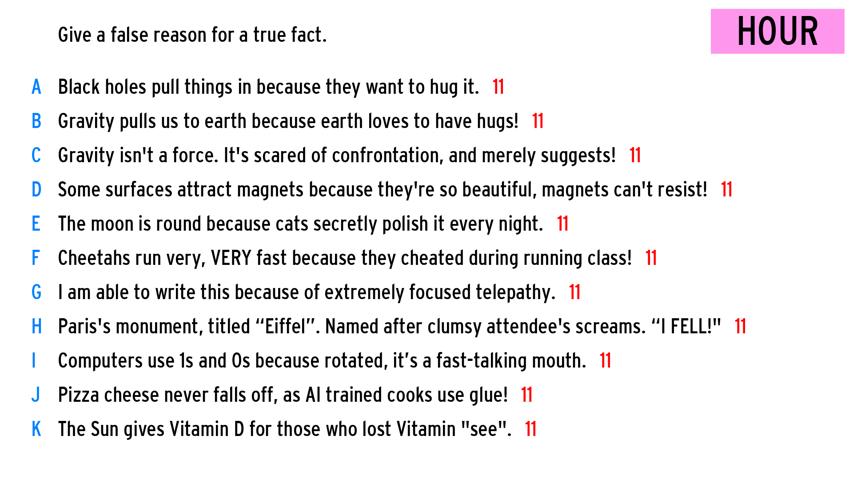 Give a false reason for a true fact.
HOUR
A Black holes pull things in because they want to hug it. 11
B Gravity pulls us to earth because earth loves to have hugs! 11
C Gravity isn't a force. It's scared of confrontation, and merely suggests! 11
D Some surfaces attract magnets because they're so beautiful, magnets can't resist! 11
E The moon is round because cats secretly polish it every night. 11
F Cheetahs run very, VERY fast because they cheated during running class! 11
G I am able to write this because of extremely focused telepathy. 11
H Paris's monument, titled “Eiffel”. Named after clumsy attendee's screams. “I FELL!" 11
I Computers use 1s and 0s because rotated, it’s a fast-talking mouth. 11
J Pizza cheese never falls off, as AI trained cooks use glue! 11
K The Sun gives Vitamin D for those who lost Vitamin "see". 11